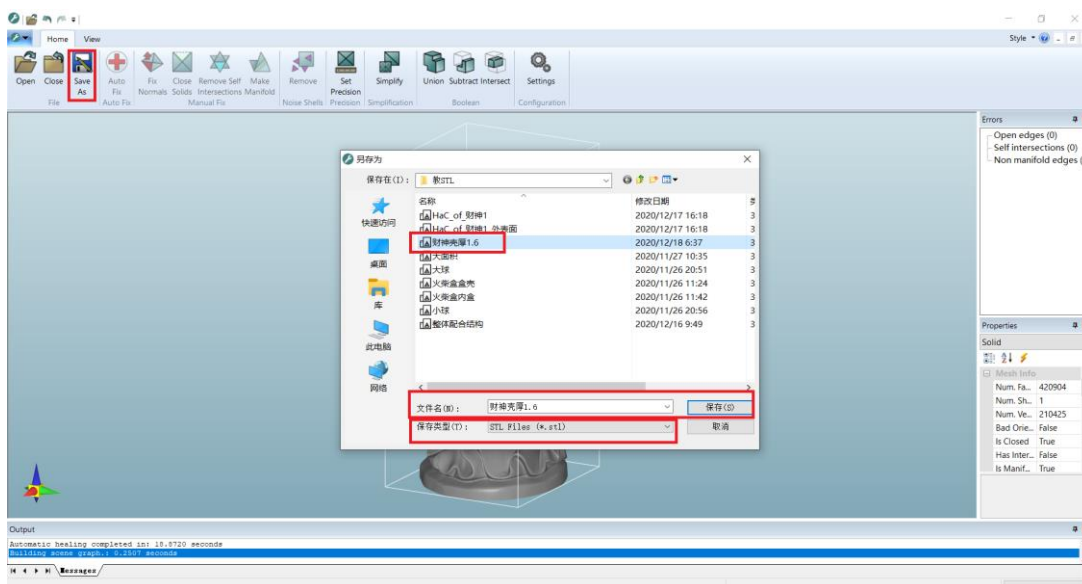 Home View
Style
Open Close Save As Auto Fix Fix Normals Close Solids Remove Self Intersections Make Manifold Remove Set Precision Simplify Union Subtract Intersect Settings
File Auto Fix Manual Fix Noise Shells Precision Simplification Boolean Configuration
Errors
Open edges (0)
Self intersections (0)
Non manifold edges (
另存为
保存在(I): 教STL
名称 修改日期
HaC_of_财神1 2020/12/17 16:18 3
HaC_of_财神1_外表面 2020/12/17 16:18 3
财神壳厚1.6 2020/12/18 6:37 3
大面积 2020/11/27 10:35 3
大球 2020/11/26 20:51 3
火柴盒盒壳 2020/11/26 11:24 3
火柴盒内盒 2020/11/26 11:42 3
小球 2020/11/26 20:56 3
整体配合结构 2020/12/16 9:49 3
快速访问
桌面
库
此电脑
网络
文件名(N): 财神壳厚1.6 保存(S)
保存类型(T): STL Files (*.stl) 取消
Properties
Solid
Mesh Info
Num. Fa... 420904
Num. Sh... 1
Num. Ve... 210425
Bad Orie... False
Is Closed True
Has Inter... False
Is Manif... True
Output
Automatic healing completed in: 18.8720 seconds
Building scene graph.: 0.2507 seconds
Messages